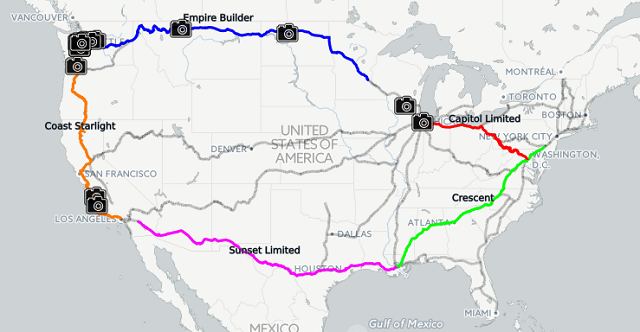 VANCOUVER
Empire Builder
MONTRÉAL
TORONTO
BOSTON
Capitol Limited
NEW YORK CITY
Coast Starlight
UNITED
STATES OF
AMERICA
DENVER
WASHINGTON,
D.C.
SAN FRANCISCO
Crescent
LOS ANGELES
ATLANTA
DALLAS
Sunset Limited
HOUSTON
MIAMI
MEXICO
Gulf of Mexico